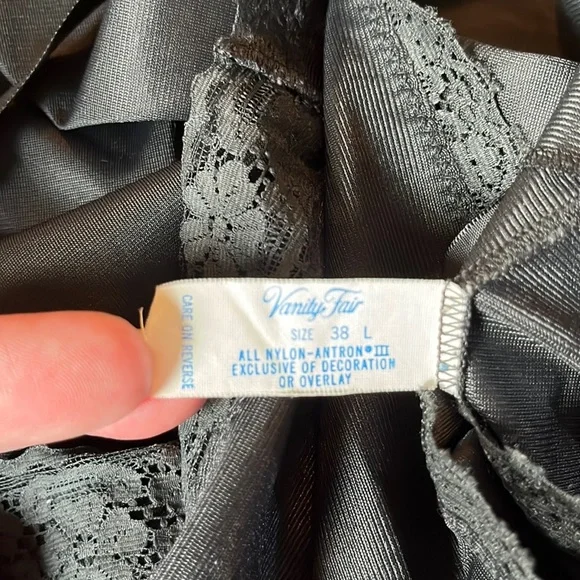 Vanity Fair
SIZE 38 L
ALL NYLON-ANTRON® III
EXCLUSIVE OF DECORATION
OR OVERLAY
CARE ON REVERSE